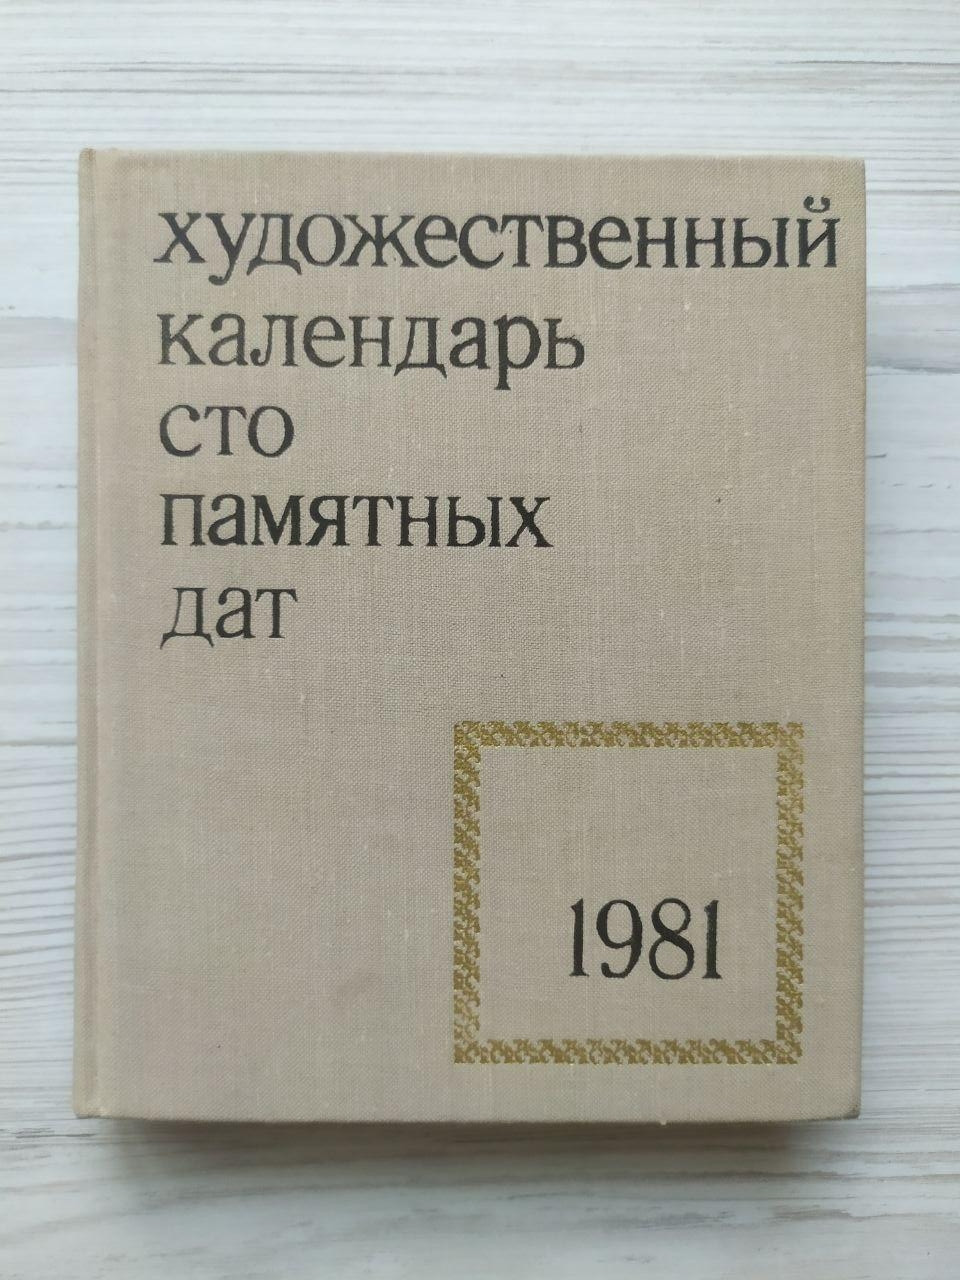 художественный
календарь
сто
памятных
дат
1981